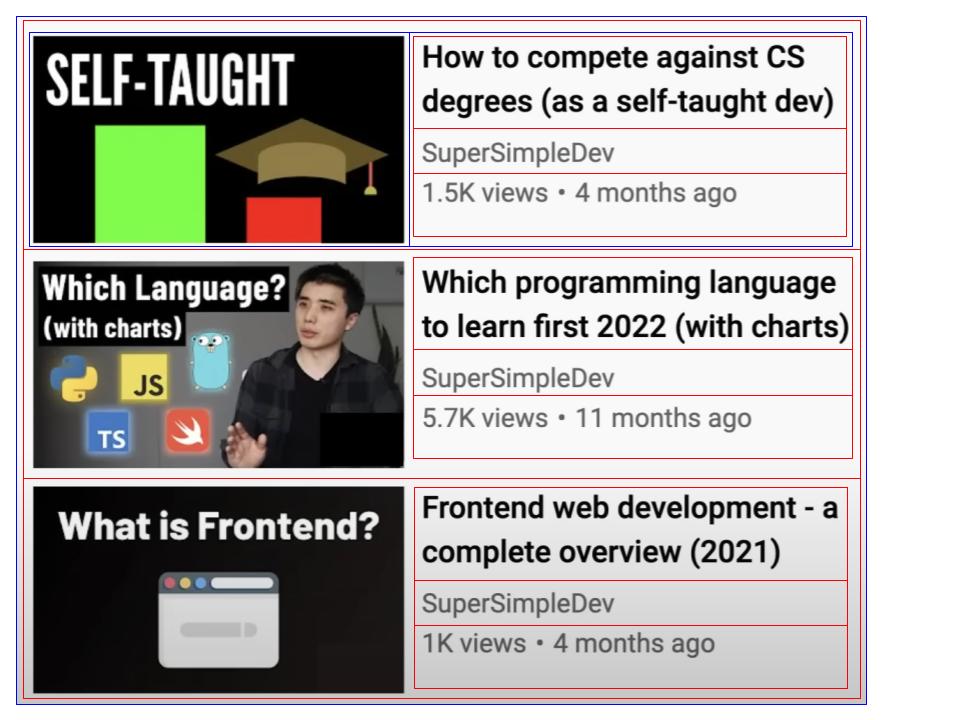 SELF-TAUGHT
How to compete against CS
degrees (as a self-taught dev)
SuperSimpleDev
1.5K views • 4 months ago
Which Language?
(with charts)
JS
TS
Which programming language
to learn first 2022 (with charts)
SuperSimpleDev
5.7K views • 11 months ago
What is Frontend?
Frontend web development - a
complete overview (2021)
SuperSimpleDev
1K views • 4 months ago